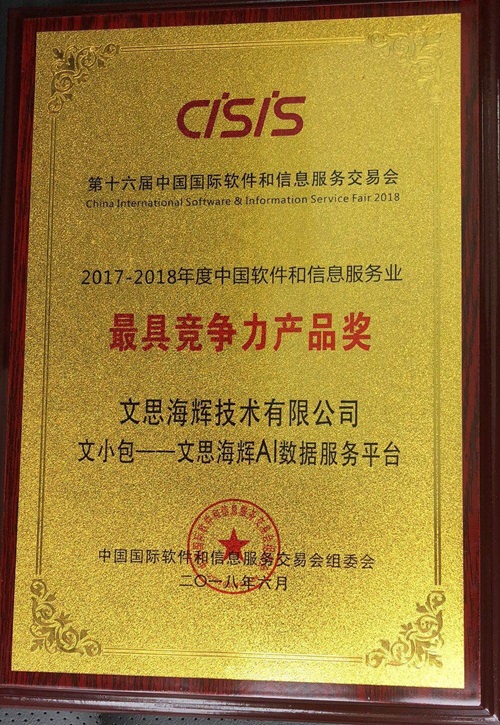 CISIS
第十六届中国国际软件和信息服务交易会
China International Software & Information Service Fair 2018
2017-2018年度中国软件和信息服务业
最具竞争力产品奖
文思海辉技术有限公司
文小包——文思海辉AI数据服务平台
中国国际软件和信息服务交易会组委会
二〇一八年六月